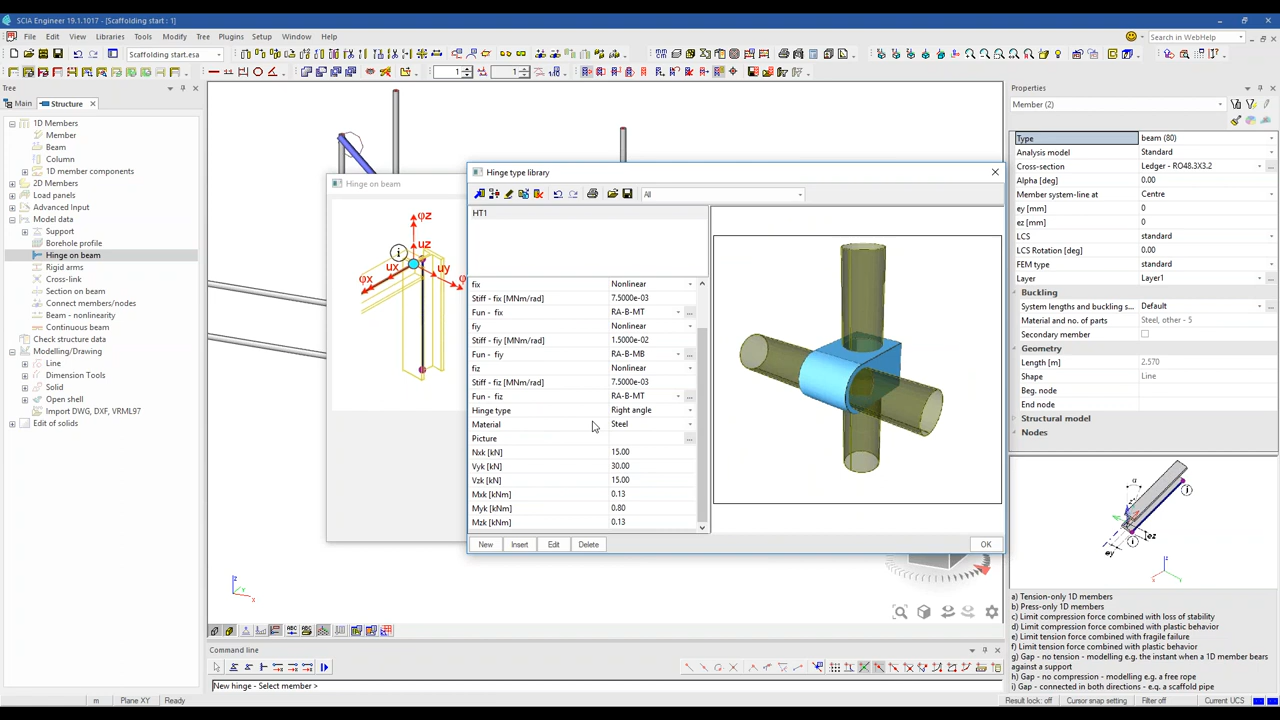 SCIA Engineer 19.1.1017 - [Scaffolding start : 1]
File Edit View Libraries Tools Modify Tree Plugins Setup Window Help
Search in WebHelp
Scaffolding start.esa
1
1
Tree
Main Structure
1D Members
Member
Beam
Column
1D member components
2D Members
Load panels
Advanced Input
Model data
Support
Borehole profile
Hinge on beam
Rigid arms
Cross-link
Section on beam
Connect members/nodes
Beam - nonlinearity
Continuous beam
Check structure data
Modelling/Drawing
Line
Dimension Tools
Solid
Open shell
Import DWG, DXF, VRML97
Edit of solids
Hinge on beam
φz
i
uz
ux
uy
φx
φ
Hinge type library
All
HT1
fix Nonlinear
Stiff - fix [MNm/rad] 7.5000e-03
Fun - fix RA-B-MT
fiy Nonlinear
Stiff - fiy [MNm/rad] 1.5000e-02
Fun - fiy RA-B-MB
fiz Nonlinear
Stiff - fiz [MNm/rad] 7.5000e-03
Fun - fiz RA-B-MT
Hinge type Right angle
Material Steel
Picture
Nxk [kN] 15.00
Vyk [kN] 30.00
Vzk [kN] 15.00
Mxk [kNm] 0.13
Myk [kNm] 0.80
Mzk [kNm] 0.13
New Insert Edit Delete OK
Properties
Member (2)
Type beam (80)
Analysis model Standard
Cross-section Ledger - RO48.3X3.2
Alpha [deg] 0.00
Member system-line at Centre
ey [mm] 0
ez [mm] 0
LCS standard
LCS Rotation [deg] 0.00
FEM type standard
Layer Layer1
Buckling
System lengths and buckling s Default
Material and no. of parts Steel, other - 5
Secondary member
Geometry
Length [m] 2.570
Shape Line
Beg. node
End node
Structural model
Nodes
α
z
i
ey
ez
i
z
y
x
a) Tension-only 1D members
b) Press-only 1D members
c) Limit compression force combined with loss of stability
d) Limit compression force combined with plastic behavior
e) Limit tension force combined with fragile failure
f) Limit tension force combined with plastic behavior
g) Gap - no tension - modelling e.g. the instant when a 1D member bears
against a support
h) Gap - no compression - modelling e.g. a free rope
i) Gap - connected in both directions - e.g. a scaffold pipe
z
Y
X
Command line
New hinge - Select member >
m Plane XY Ready
Result lock: off Cursor snap setting Filter off Current UCS